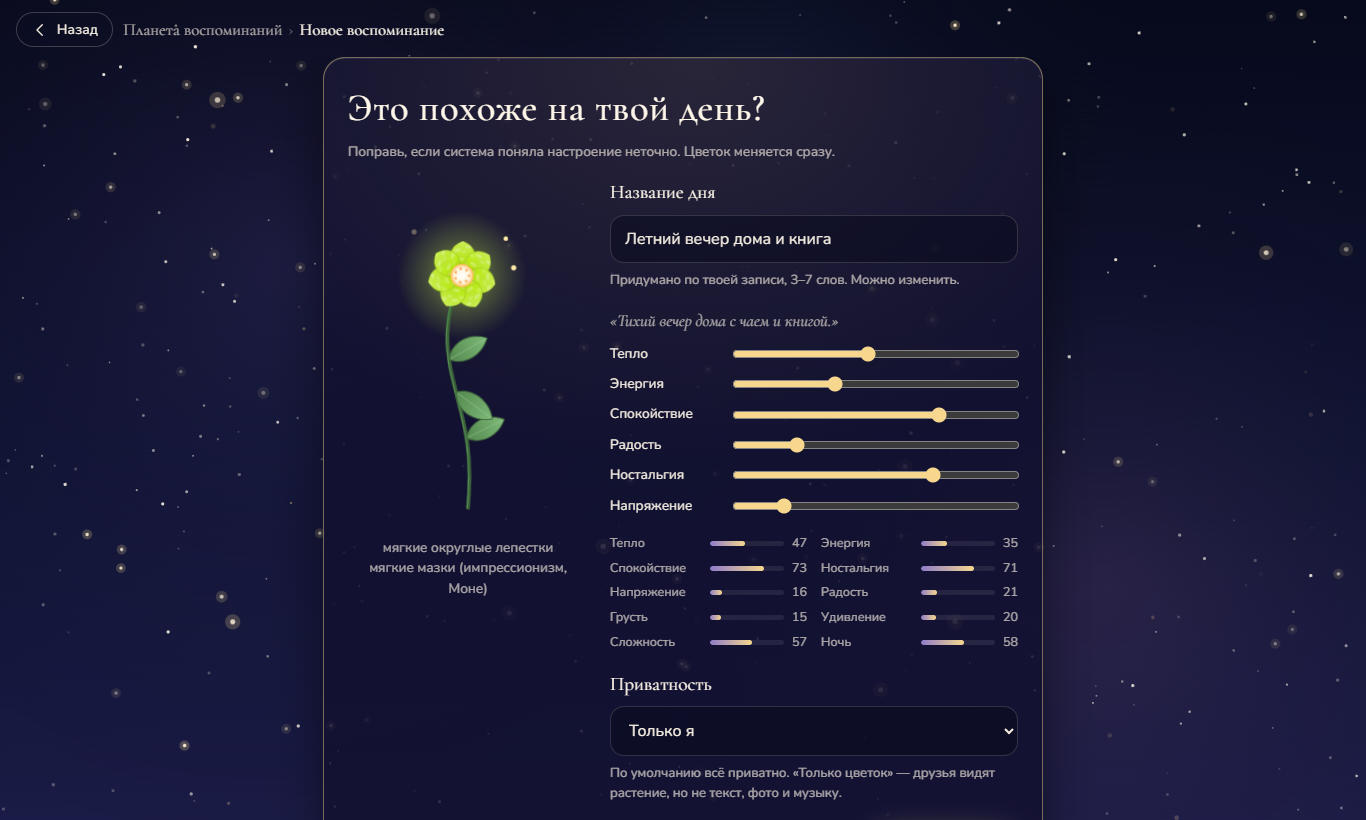 Назад
Планета воспоминаний › Новое воспоминание
Это похоже на твой день?
Поправь, если система поняла настроение неточно. Цветок меняется сразу.
Название дня
Летний вечер дома и книга
Придумано по твоей записи, 3–7 слов. Можно изменить.
«Тихий вечер дома с чаем и книгой.»
Тепло
Энергия
Спокойствие
Радость
Ностальгия
Напряжение
мягкие округлые лепестки
мягкие мазки (импрессионизм,
Моне)
Тепло 47 Энергия 35
Спокойствие 73 Ностальгия 71
Напряжение 16 Радость 21
Грусть 15 Удивление 20
Сложность 57 Ночь 58
Приватность
Только я
По умолчанию всё приватно. «Только цветок» — друзья видят
растение, но не текст, фото и музыку.